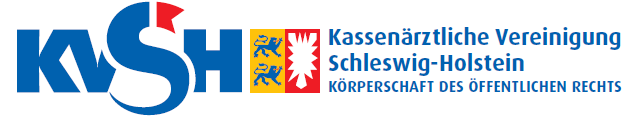 KVSH
Kassenärztliche Vereinigung
Schleswig-Holstein
KÖRPERSCHAFT DES ÖFFENTLICHEN RECHTS